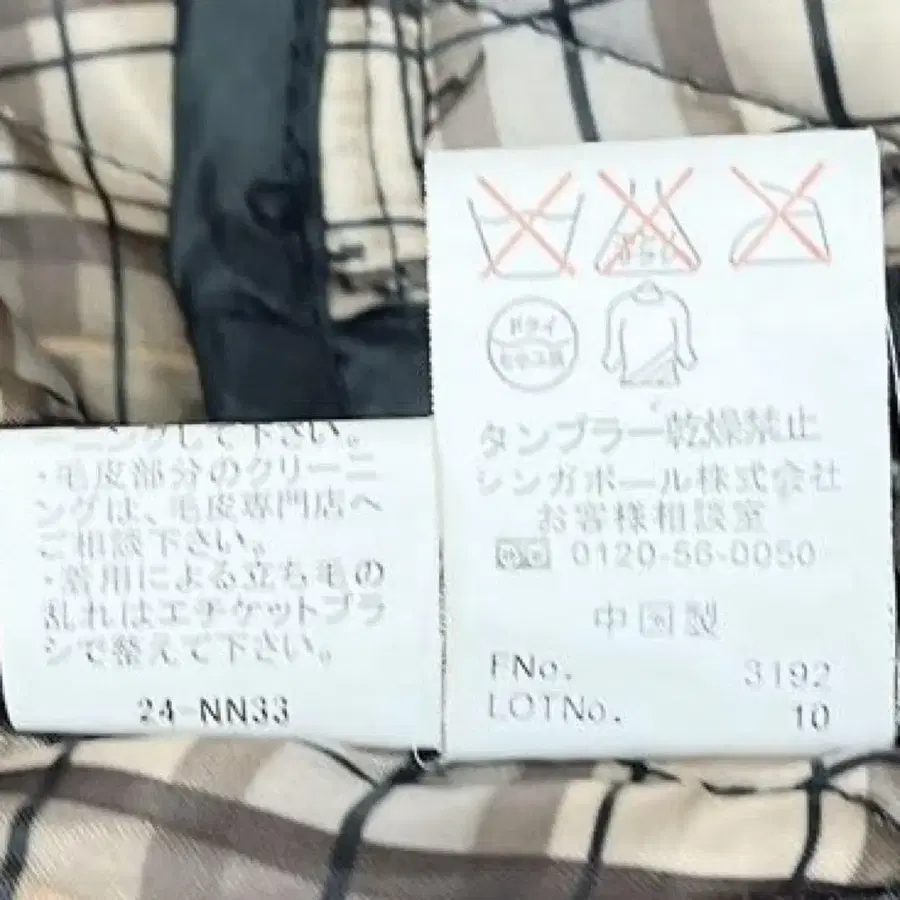 ーニングして下さい。
・毛皮部分のクリーニ
ングは、毛皮専門店へ
ご相談下さい。
・着用による立ち毛の
乱れはエチケットブラ
シで整えて下さい。
24-NN33
ドライ
セキユ系
タンブラー乾燥禁止
シンガポール株式会社
お客様相談室
0120-56-0050
中国製
FNo. 3192
LOTNo. 10